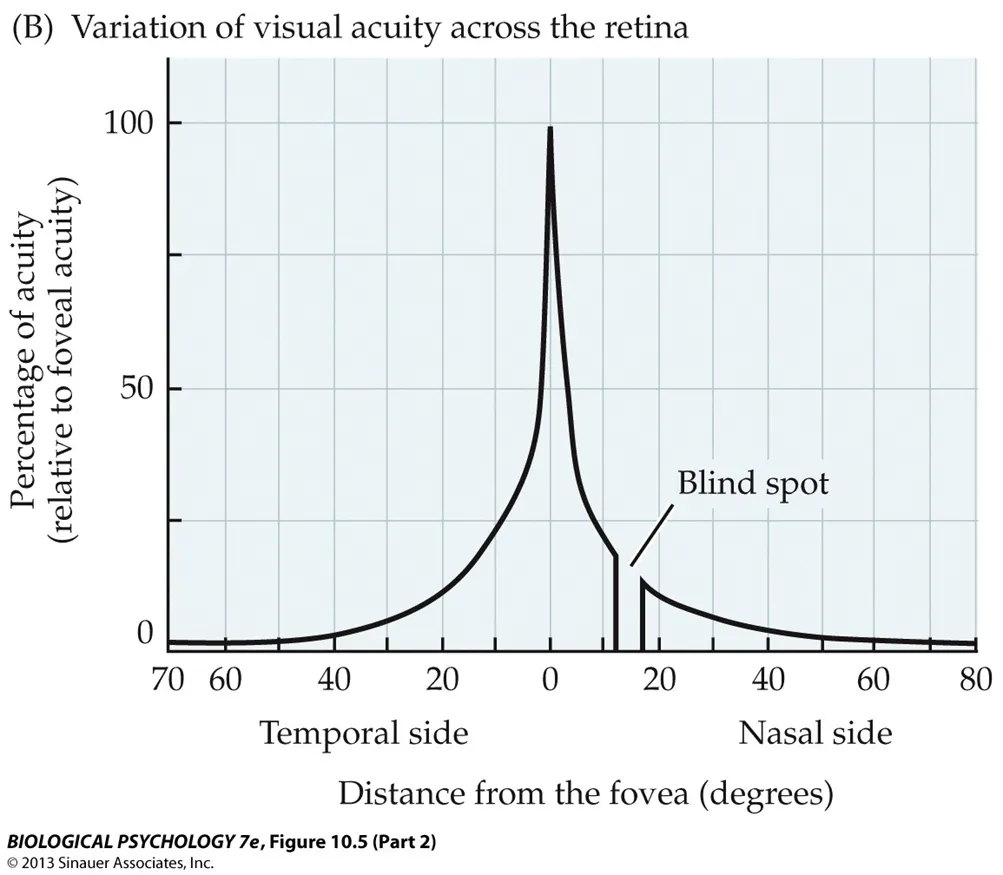 (B) Variation of visual acuity across the retina
Percentage of acuity
(relative to foveal acuity)
100
50
0
Blind spot
70 60 40 20 0 20 40 60 80
Temporal side Nasal side
Distance from the fovea (degrees)
BIOLOGICAL PSYCHOLOGY 7e, Figure 10.5 (Part 2)
© 2013 Sinauer Associates, Inc.